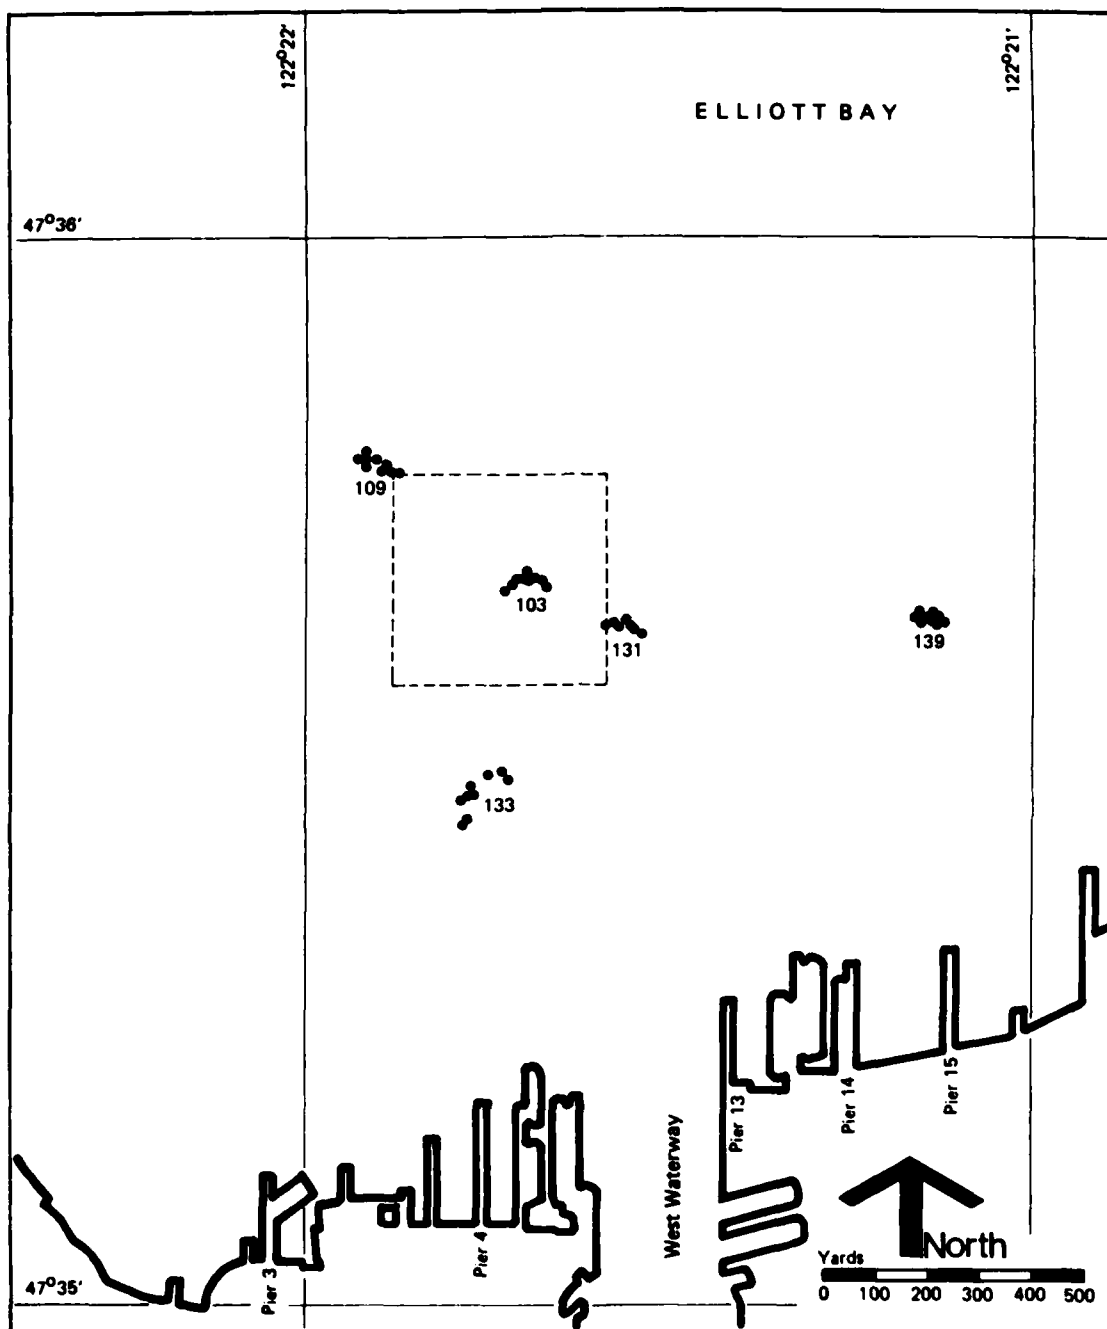 122°22'
122°21'
ELLIOTT BAY
47°36'
109
103
131
139
133
Pier 13
Pier 14
Pier 15
West Waterway
Pier 4
Pier 3
North
Yards
47°35'
0 100 200 300 400 500